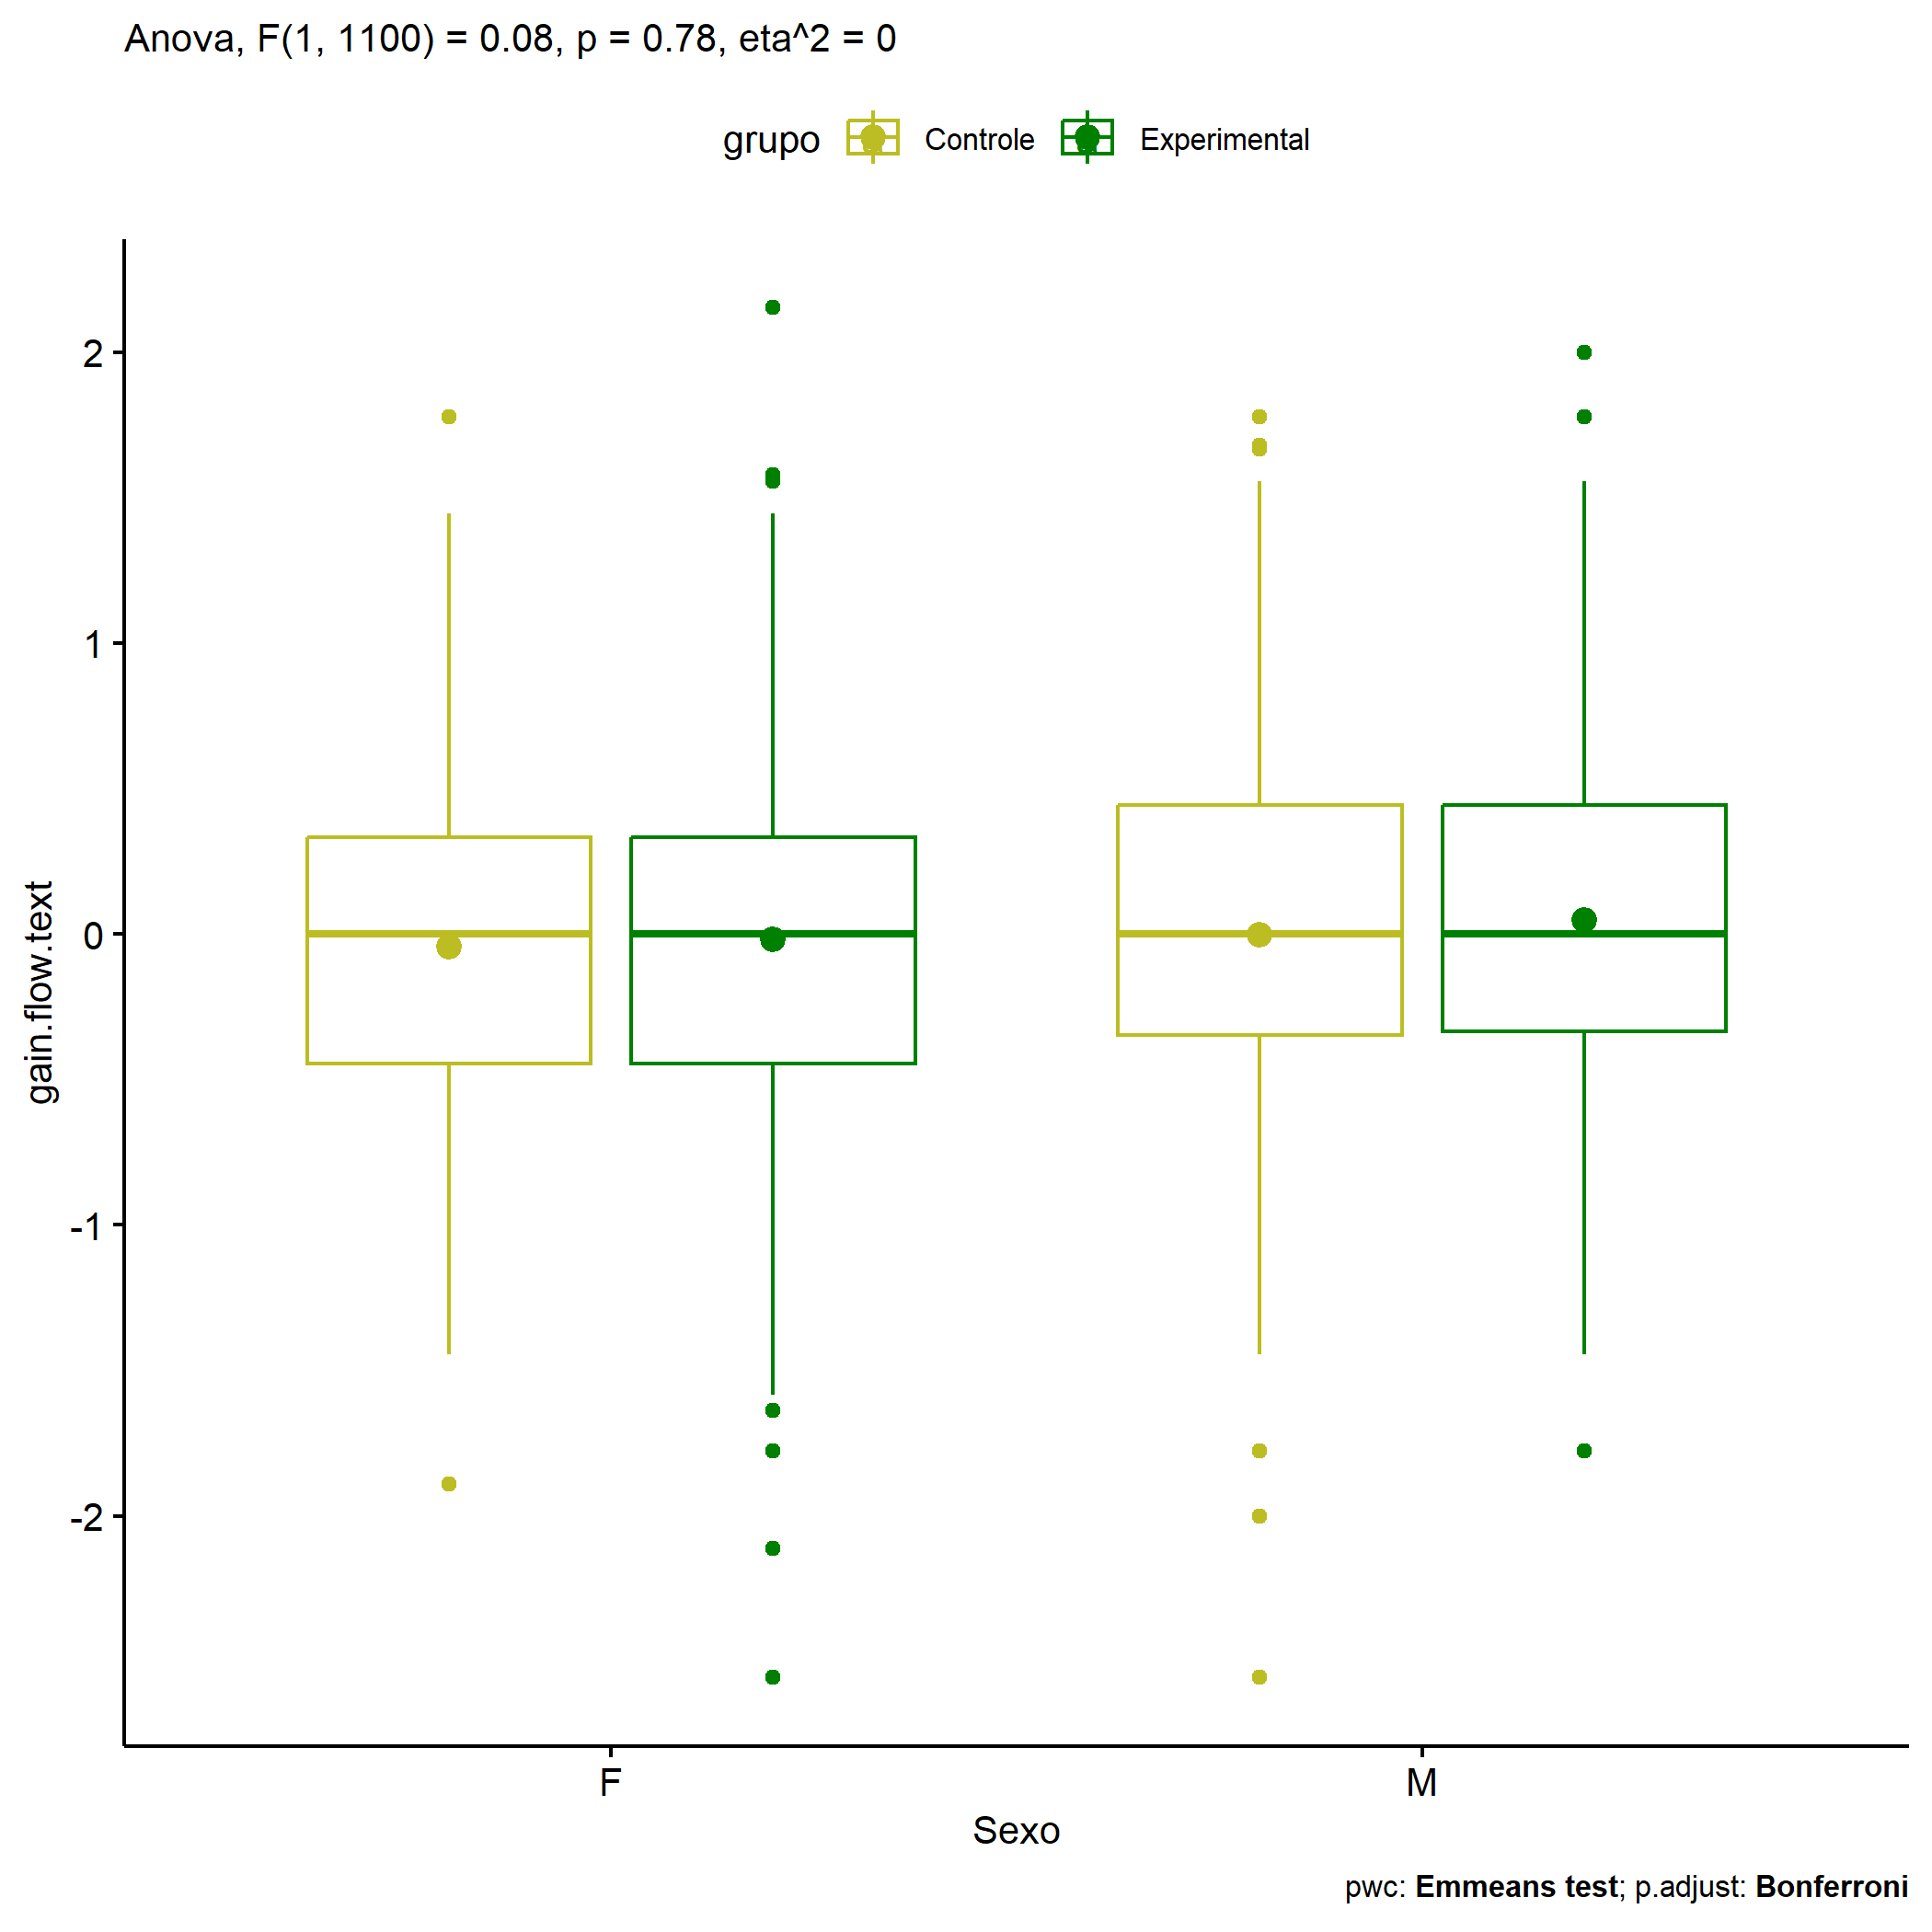 Anova, F(1, 1100) = 0.08, p = 0.78, eta^2 = 0
grupo Controle Experimental
gain.flow.text
2
1
0
-1
-2
F M
Sexo
pwc: Emmeans test; p.adjust: Bonferroni